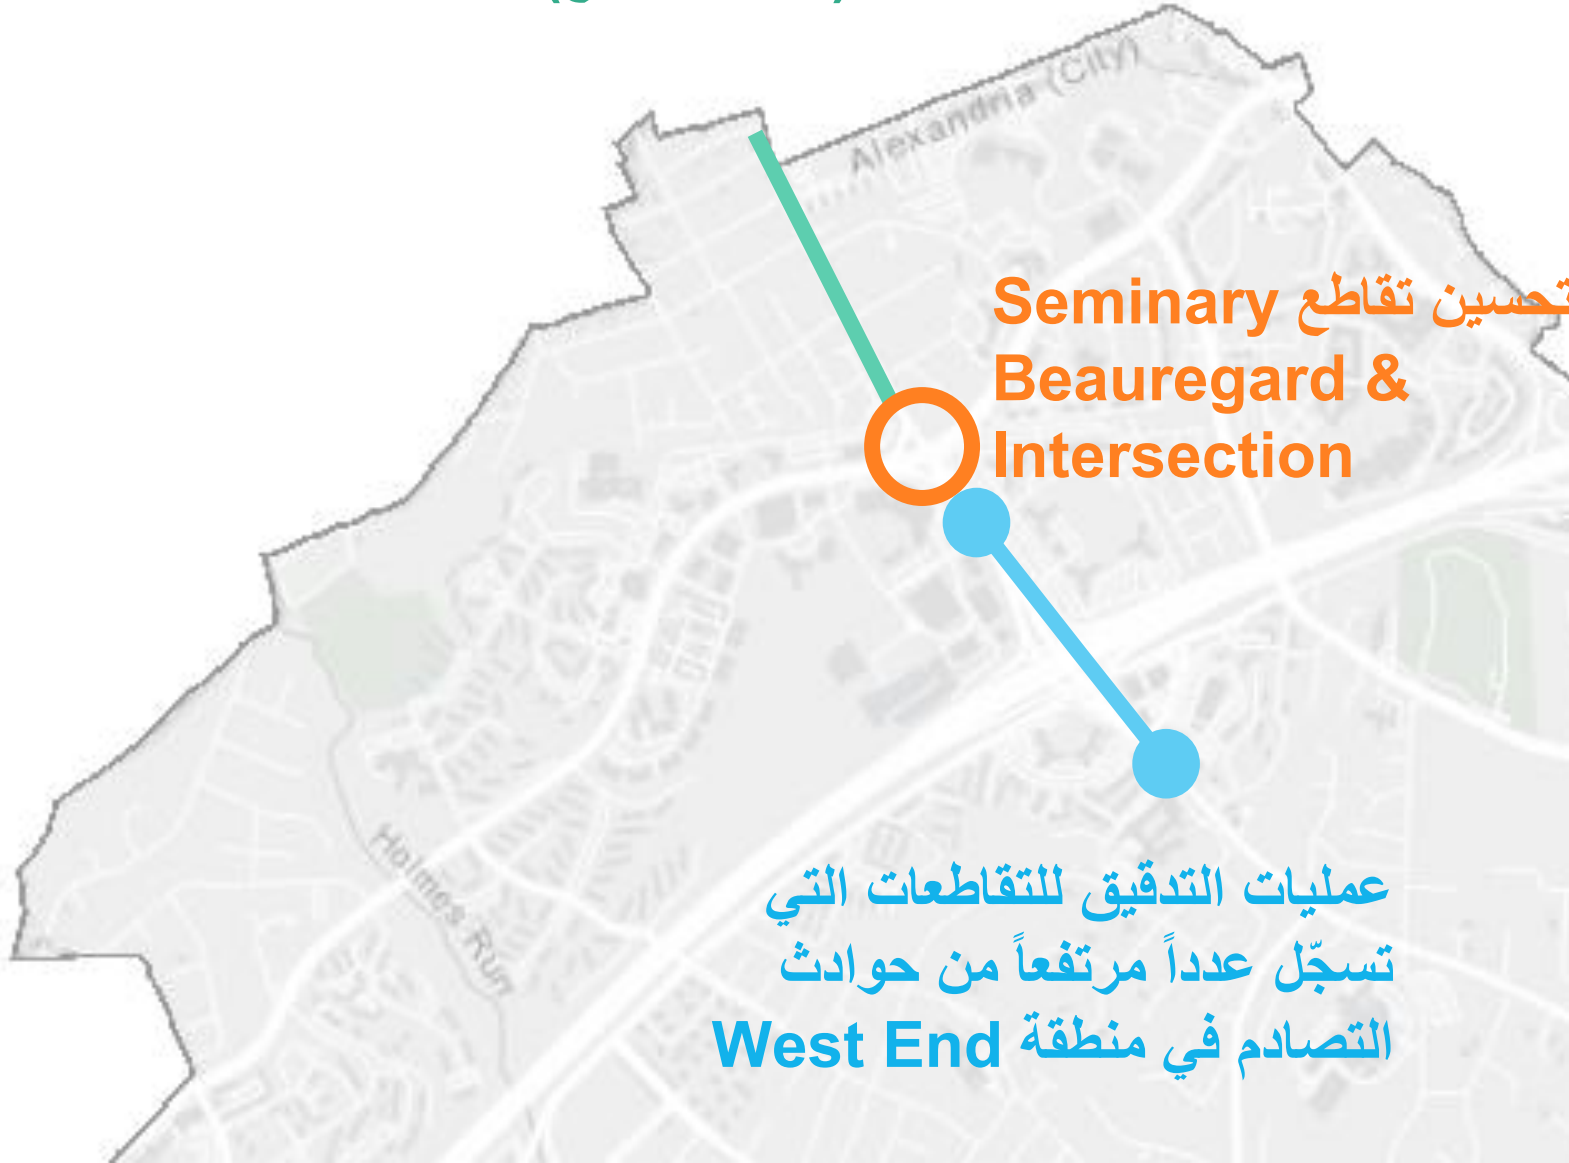 Alexandria (City)
تحسين تقاطع Seminary
Beauregard &
Intersection
Holmes Run
عمليات التدقيق للتقاطعات التي
تسجّل عدداً مرتفعاً من حوادث
التصادم في منطقة West End